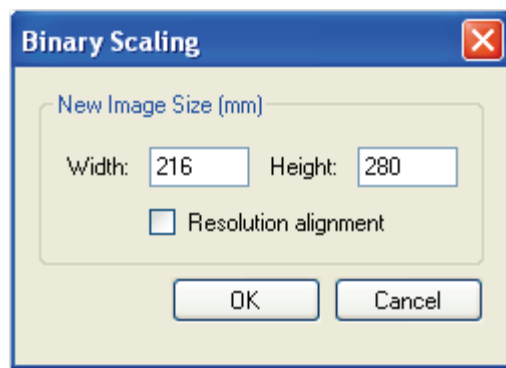 Binary Scaling
New Image Size (mm)
Width: 216 Height: 280
Resolution alignment
OK Cancel